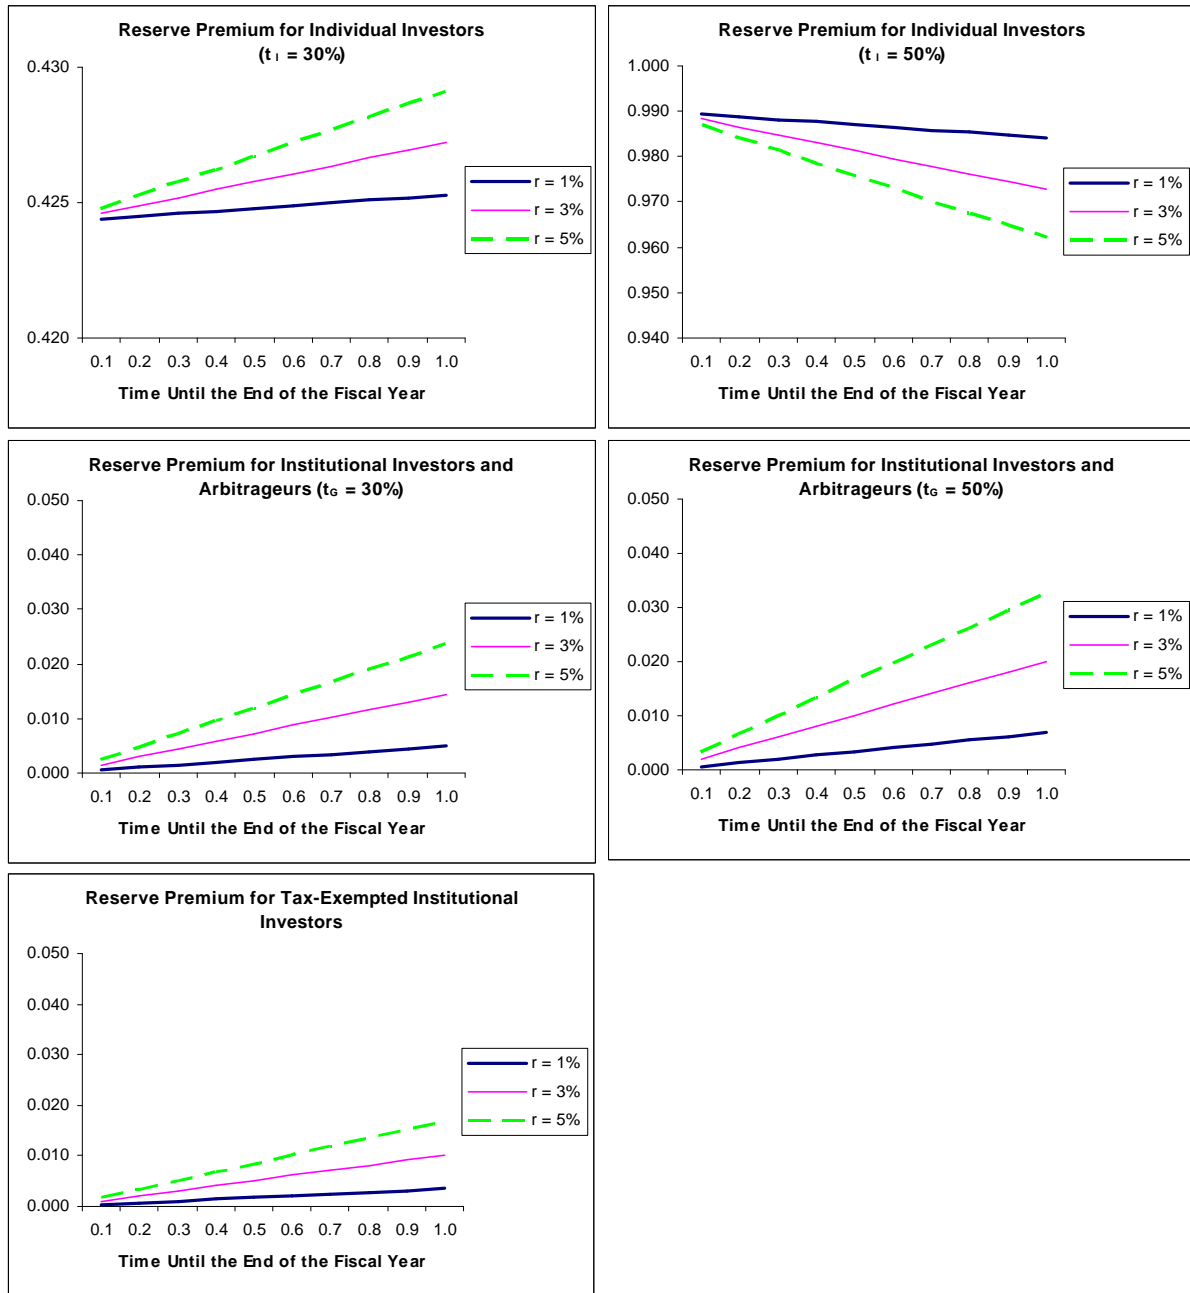 Reserve Premium for Individual Investors
(t I = 30%)
0.430
0.425
0.420
0.1 0.2 0.3 0.4 0.5 0.6 0.7 0.8 0.9 1.0
Time Until the End of the Fiscal Year
r = 1%
r = 3%
r = 5%
Reserve Premium for Individual Investors
(t I = 50%)
1.000
0.990
0.980
0.970
0.960
0.950
0.940
0.1 0.2 0.3 0.4 0.5 0.6 0.7 0.8 0.9 1.0
Time Until the End of the Fiscal Year
r = 1%
r = 3%
r = 5%
Reserve Premium for Institutional Investors and
Arbitrageurs (tG = 30%)
0.050
0.040
0.030
0.020
0.010
0.000
0.1 0.2 0.3 0.4 0.5 0.6 0.7 0.8 0.9 1.0
Time Until the End of the Fiscal Year
r = 1%
r = 3%
r = 5%
Reserve Premium for Institutional Investors and
Arbitrageurs (tG = 50%)
0.050
0.040
0.030
0.020
0.010
0.000
0.1 0.2 0.3 0.4 0.5 0.6 0.7 0.8 0.9 1.0
Time Until the End of the Fiscal Year
r = 1%
r = 3%
r = 5%
Reserve Premium for Tax-Exempted Institutional
Investors
0.050
0.040
0.030
0.020
0.010
0.000
0.1 0.2 0.3 0.4 0.5 0.6 0.7 0.8 0.9 1.0
Time Until the End of the Fiscal Year
r = 1%
r = 3%
r = 5%